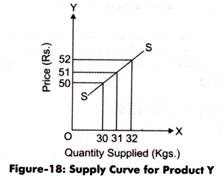 Y
Price (Rs.)
52
51
50
S
S
O
30 31 32
X
Quantity Supplied (Kgs.)
Figure-18: Supply Curve for Product Y